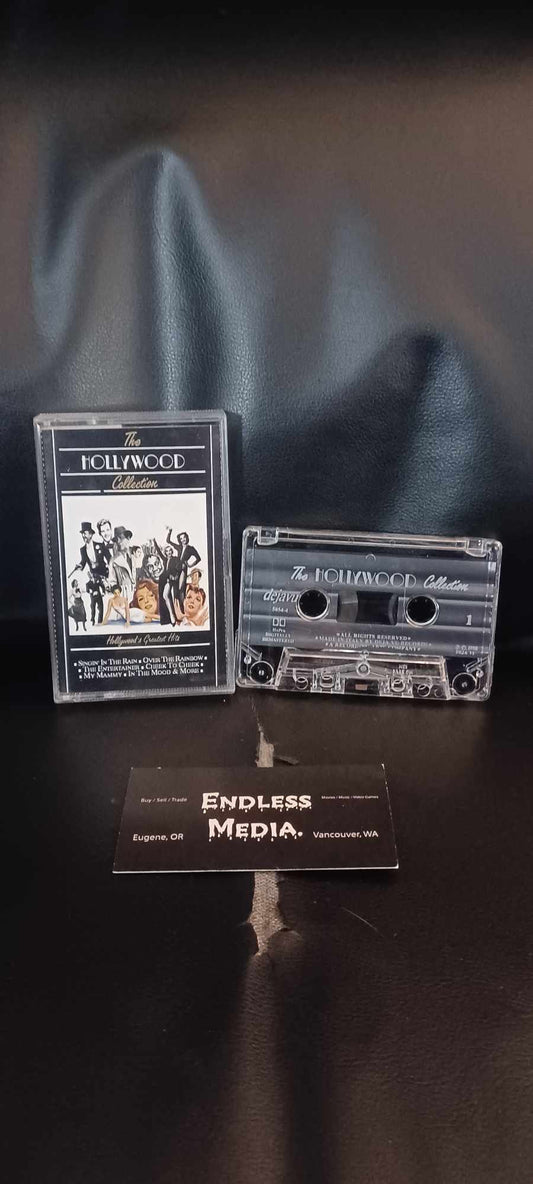 The
HOLLYWOOD
Collection
Hollywood's Greatest Hits
• SINGIN' IN THE RAIN • OVER THE RAINBOW •
• THE ENTERTAINER • CHEEK TO CHEEK •
• MY MAMMY • IN THE MOOD & MORE •
The HOLLYWOOD Collection
dejavu
1
• ALL RIGHTS RESERVED •
DIGITALLY
REMASTERED
Buy / Sell / Trade
Movies / Music / Video Games
ENDLESS
MEDIA.
Eugene, OR
Vancouver, WA